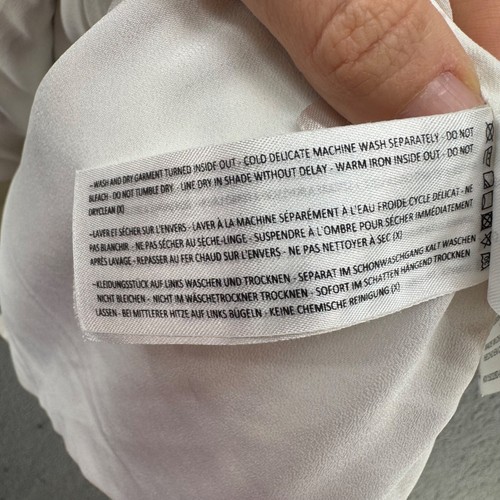 - WASH AND DRY GARMENT TURNED INSIDE OUT - COLD DELICATE MACHINE WASH SEPARATELY - DO NOT
BLEACH - DO NOT TUMBLE DRY - LINE DRY IN SHADE WITHOUT DELAY - WARM IRON INSIDE OUT - DO NOT
DRYCLEAN (X)
-LAVER ET SÉCHER SUR L'ENVERS - LAVER À LA MACHINE SÉPARÉMENT À L'EAU FROIDE CYCLE DÉLICAT - NE
PAS BLANCHIR - NE PAS SÉCHER AU SÈCHE-LINGE - SUSPENDRE À L'OMBRE POUR SÉCHER IMMÉDIATEMENT
APRÈS LAVAGE - REPASSER AU FER CHAUD SUR L'ENVERS - NE PAS NETTOYER À SEC (X)
-KLEIDUNGSSTÜCK AUF LINKS WASCHEN UND TROCKNEN - SEPARAT IM SCHONWASCHGANG KALT WASCHEN
NICHT BLEICHEN - NICHT IM WÄSCHETROCKNER TROCKNEN - SOFORT IM SCHATTEN HÄNGEND TROCKNEN
LASSEN - BEI MITTLERER HITZE AUF LINKS BÜGELN - KEINE CHEMISCHE REINIGUNG (X)